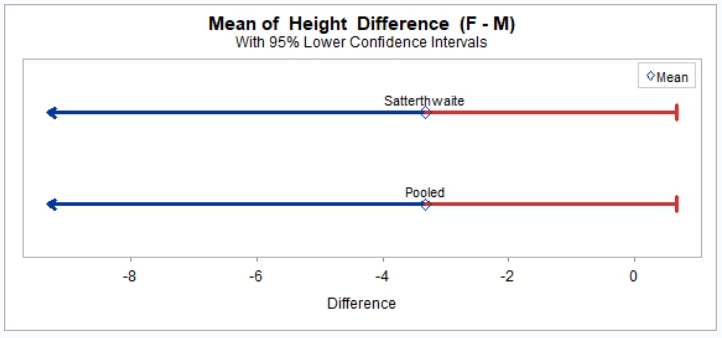 Mean of Height Difference (F - M)
With 95% Lower Confidence Intervals
Mean
Satterthwaite
Pooled
-8 -6 -4 -2 0
Difference